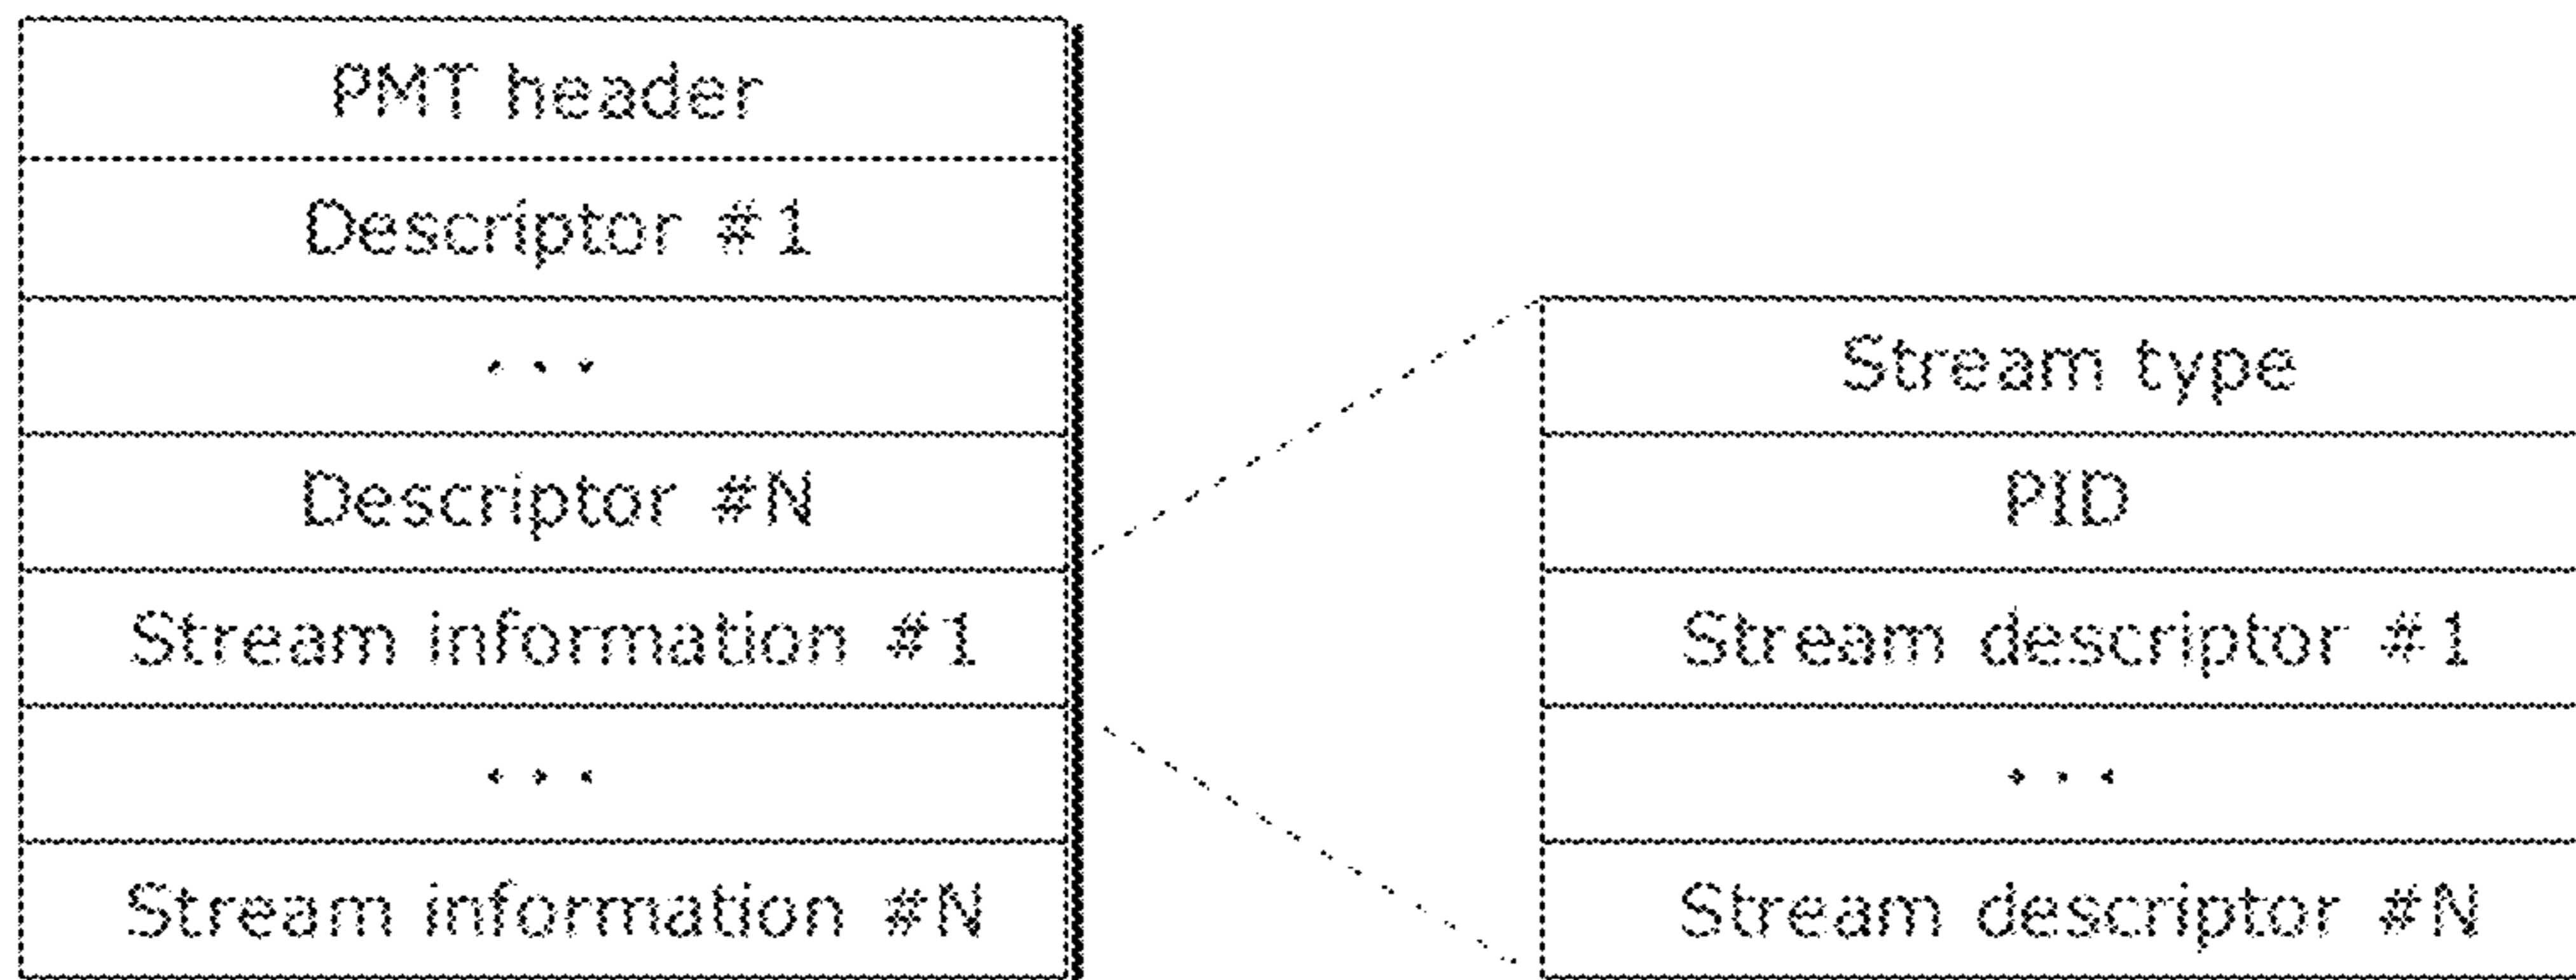 PMT header
Descriptor #1
...
Descriptor #N
Stream information #1
...
Stream information #N
Stream type
PID
Stream descriptor #1
...
Stream descriptor #N